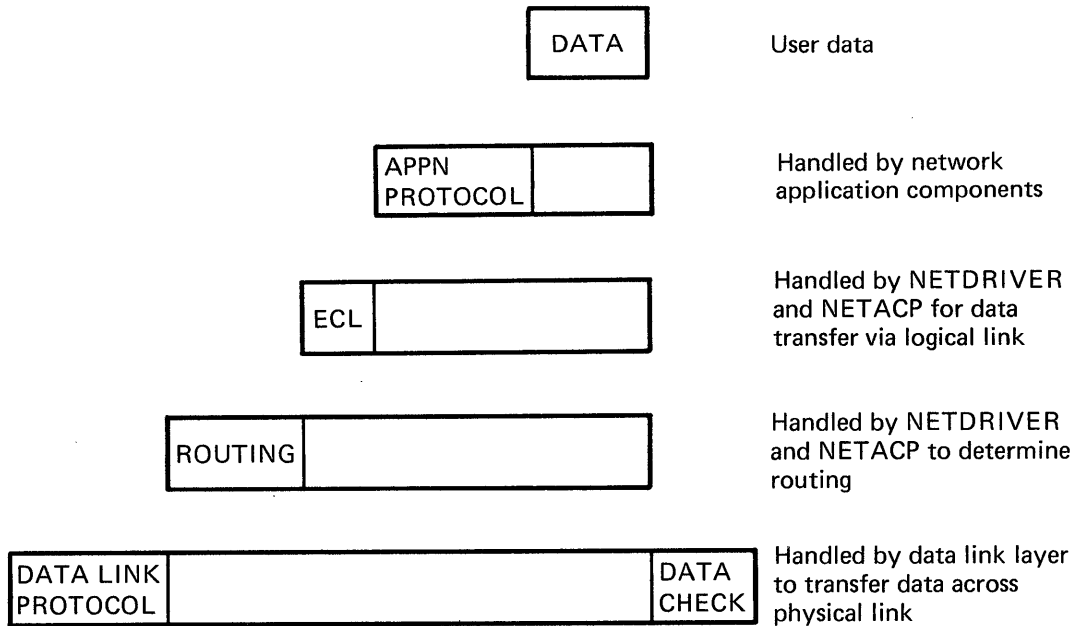 DATA
User data
APPN
PROTOCOL
Handled by network
application components
ECL
Handled by NETDRIVER
and NETACP for data
transfer via logical link
ROUTING
Handled by NETDRIVER
and NETACP to determine
routing
DATA LINK
PROTOCOL
DATA
CHECK
Handled by data link layer
to transfer data across
physical link